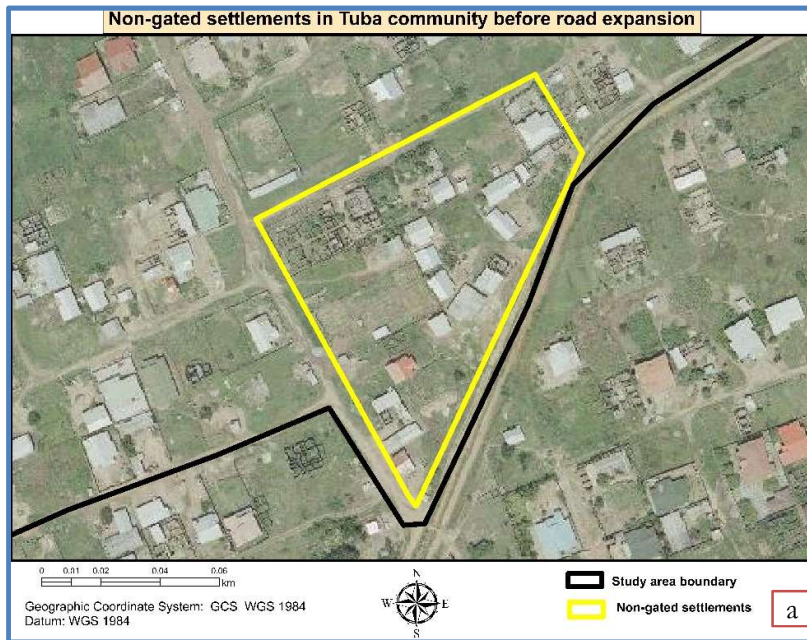 Non-gated settlements in Tuba community before road expansion
0 0.01 0.02 0.04 0.06
km
Geographic Coordinate System: GCS WGS 1984
Datum: WGS 1984
N
W E
S
Study area boundary
Non-gated settlements
a